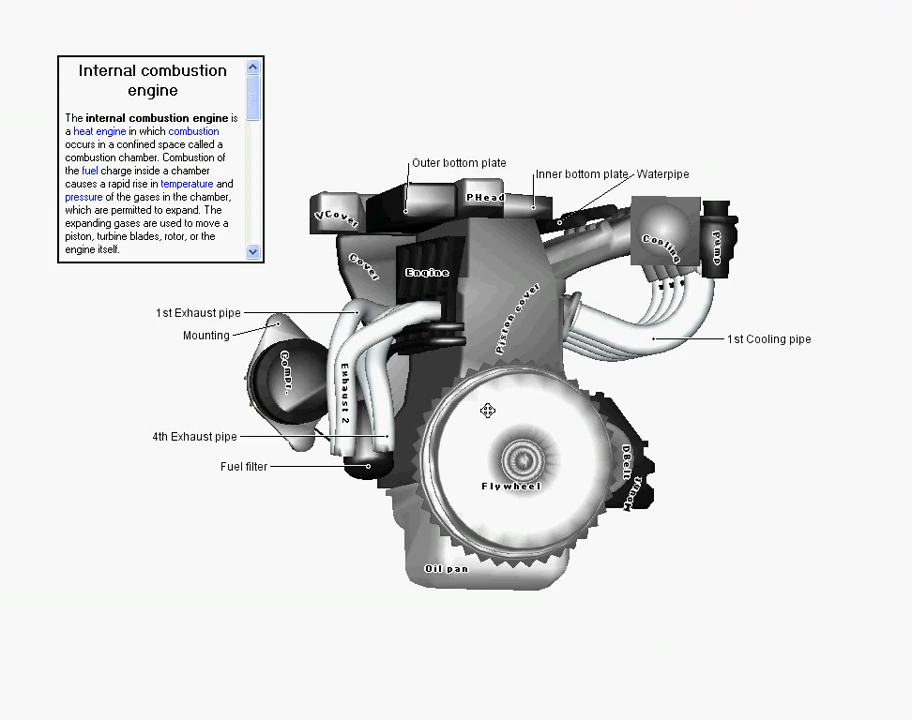 Internal combustion
engine
The internal combustion engine is
a heat engine in which combustion
occurs in a confined space called a
combustion chamber. Combustion of
the fuel charge inside a chamber
causes a rapid rise in temperature and
pressure of the gases in the chamber,
which are permitted to expand. The
expanding gases are used to move a
piston, turbine blades, rotor, or the
engine itself.
Outer bottom plate
Inner bottom plate
Waterpipe
PHead
VCover
Cooling
Pump
Cover
Engine
Piston cover
1st Exhaust pipe
Mounting
1st Cooling pipe
Compr.
Exhaust 2
4th Exhaust pipe
Fuel filter
Flywheel
DBelt
Oil pan